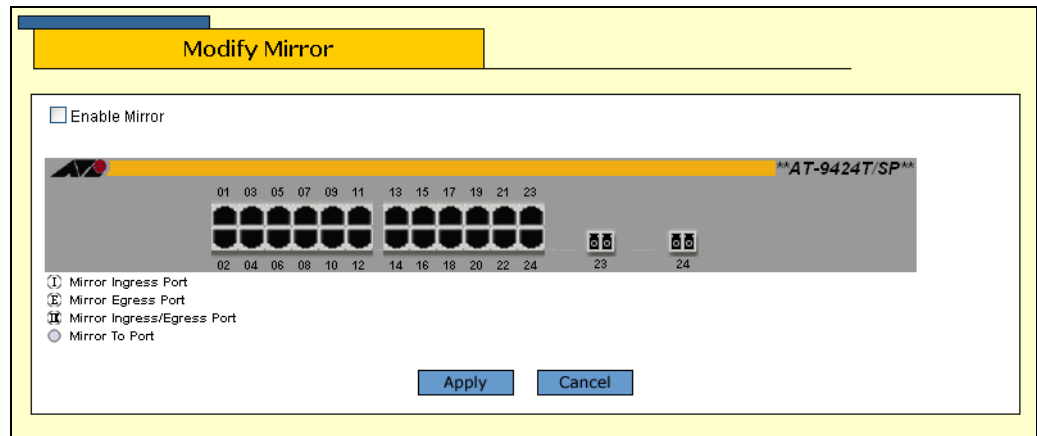 Modify Mirror
Enable Mirror
**AT-9424T/SP**
01 03 05 07 09 11 13 15 17 19 21 23
02 04 06 08 10 12 14 16 18 20 22 24 23 24
(I) Mirror Ingress Port
(E) Mirror Egress Port
Mirror Ingress/Egress Port
Mirror To Port
Apply Cancel